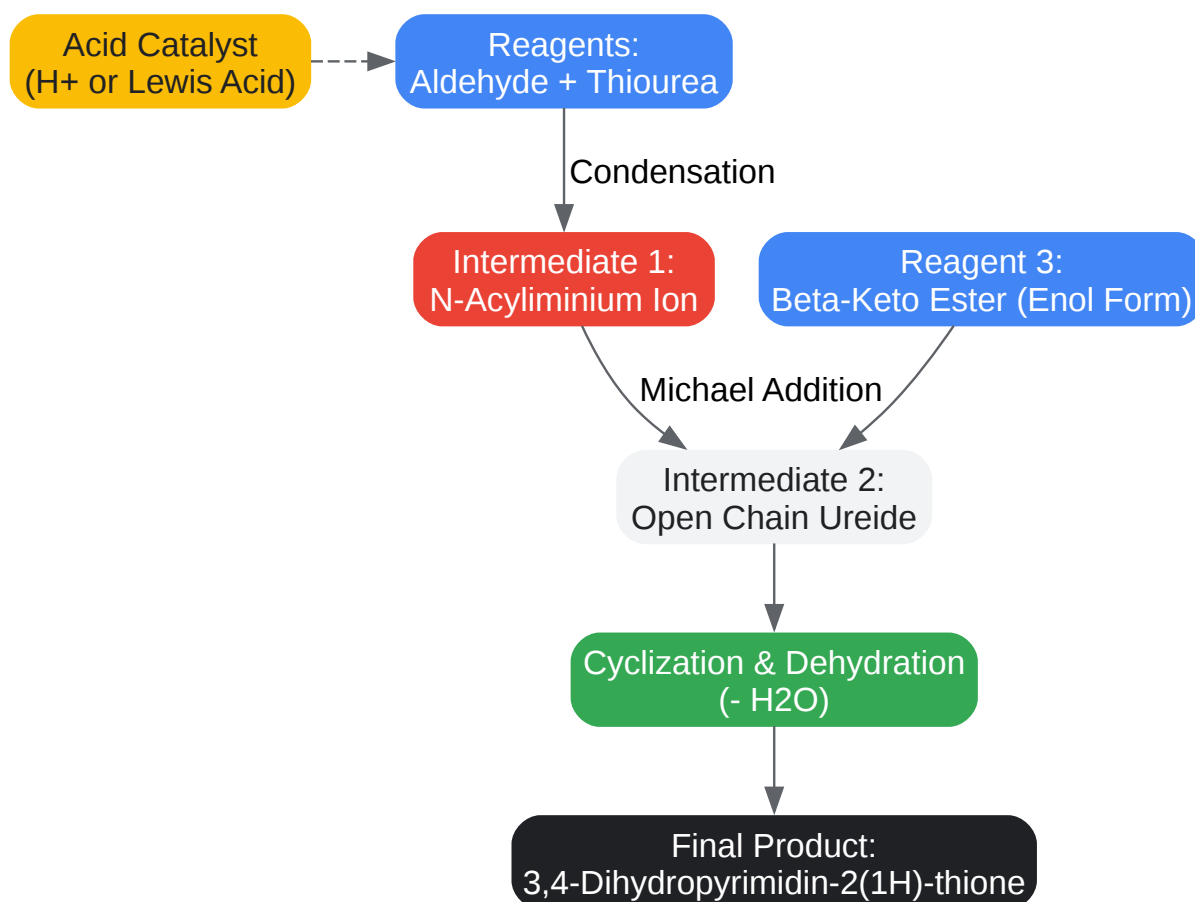 Acid Catalyst
(H+ or Lewis Acid)
Reagents:
Aldehyde + Thiourea
Condensation
Intermediate 1:
N-Acyliminium Ion
Reagent 3:
Beta-Keto Ester (Enol Form)
Michael Addition
Intermediate 2:
Open Chain Ureide
Cyclization & Dehydration
(- H2O)
Final Product:
3,4-Dihydropyrimidin-2(1H)-thione